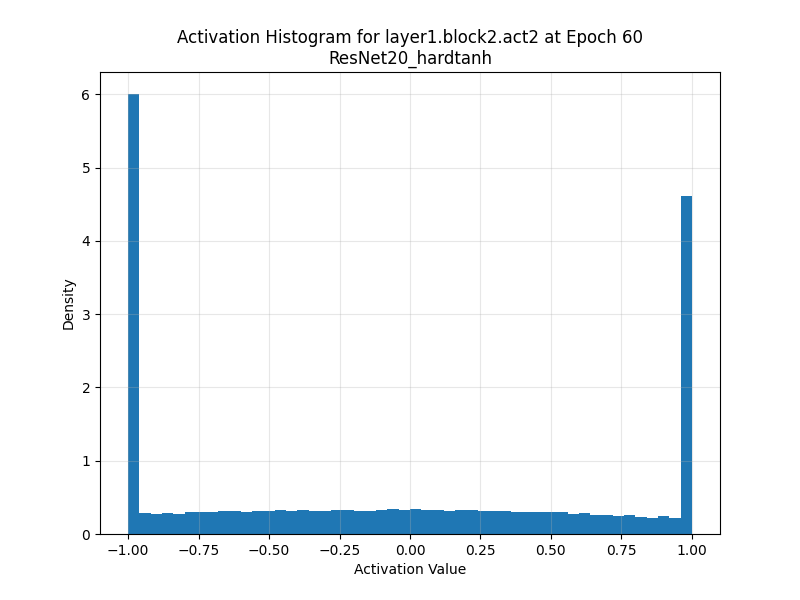 Activation Histogram for layer1.block2.act2 at Epoch 60
ResNet20_hardtanh
6
5
4
3
2
1
0
Density
−1.00 −0.75 −0.50 −0.25 0.00 0.25 0.50 0.75 1.00
Activation Value